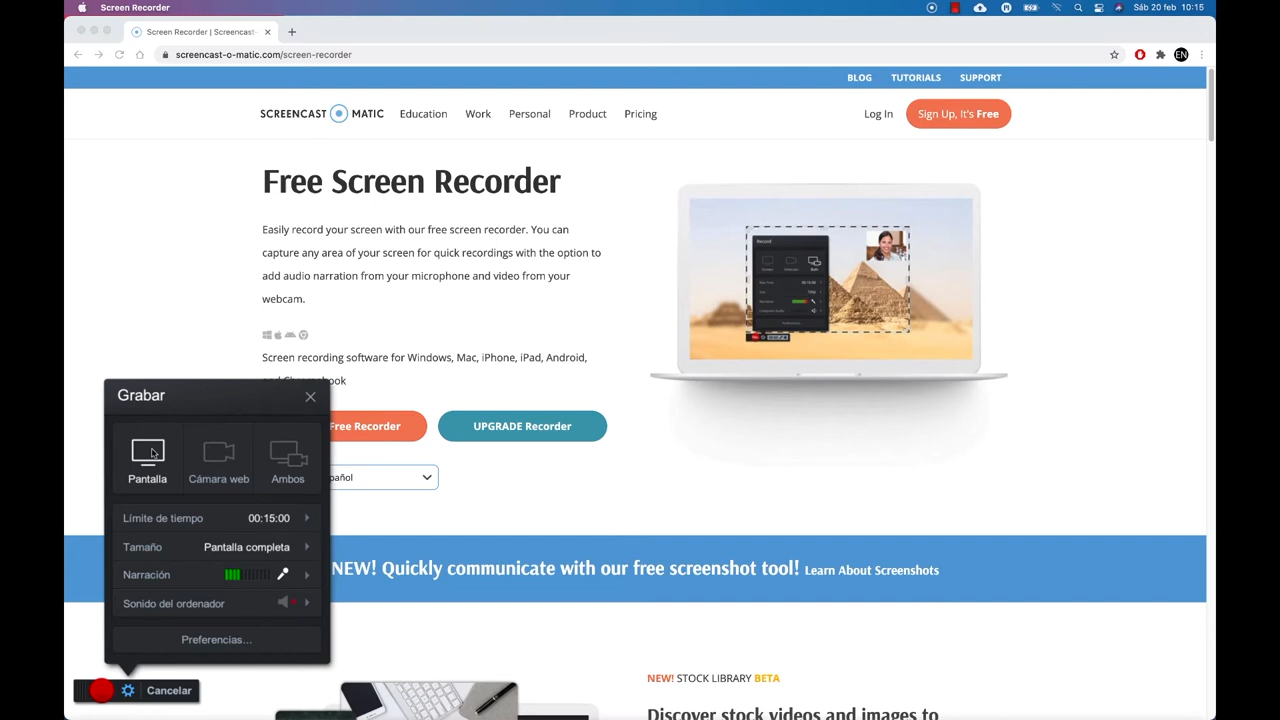 Screen Recorder
Sáb 20 feb 10:15
Screen Recorder | Screencast-
screencast-o-matic.com/screen-recorder
EN
BLOG TUTORIALS SUPPORT
SCREENCAST MATIC Education Work Personal Product Pricing Log In Sign Up, It's Free
Free Screen Recorder
Easily record your screen with our free screen recorder. You can
capture any area of your screen for quick recordings with the option to
add audio narration from your microphone and video from your
webcam.
Record
Screen recording software for Windows, Mac, iPhone, iPad, Android,
Free Recorder
UPGRADE Recorder
Grabar
Pantalla Cámara web Ambos
Límite de tiempo 00:15:00
Tamaño Pantalla completa
Narración
Sonido del ordenador
Preferencias...
Cancelar
NEW! Quickly communicate with our free screenshot tool! Learn About Screenshots
NEW! STOCK LIBRARY BETA
Discover stock videos and images to